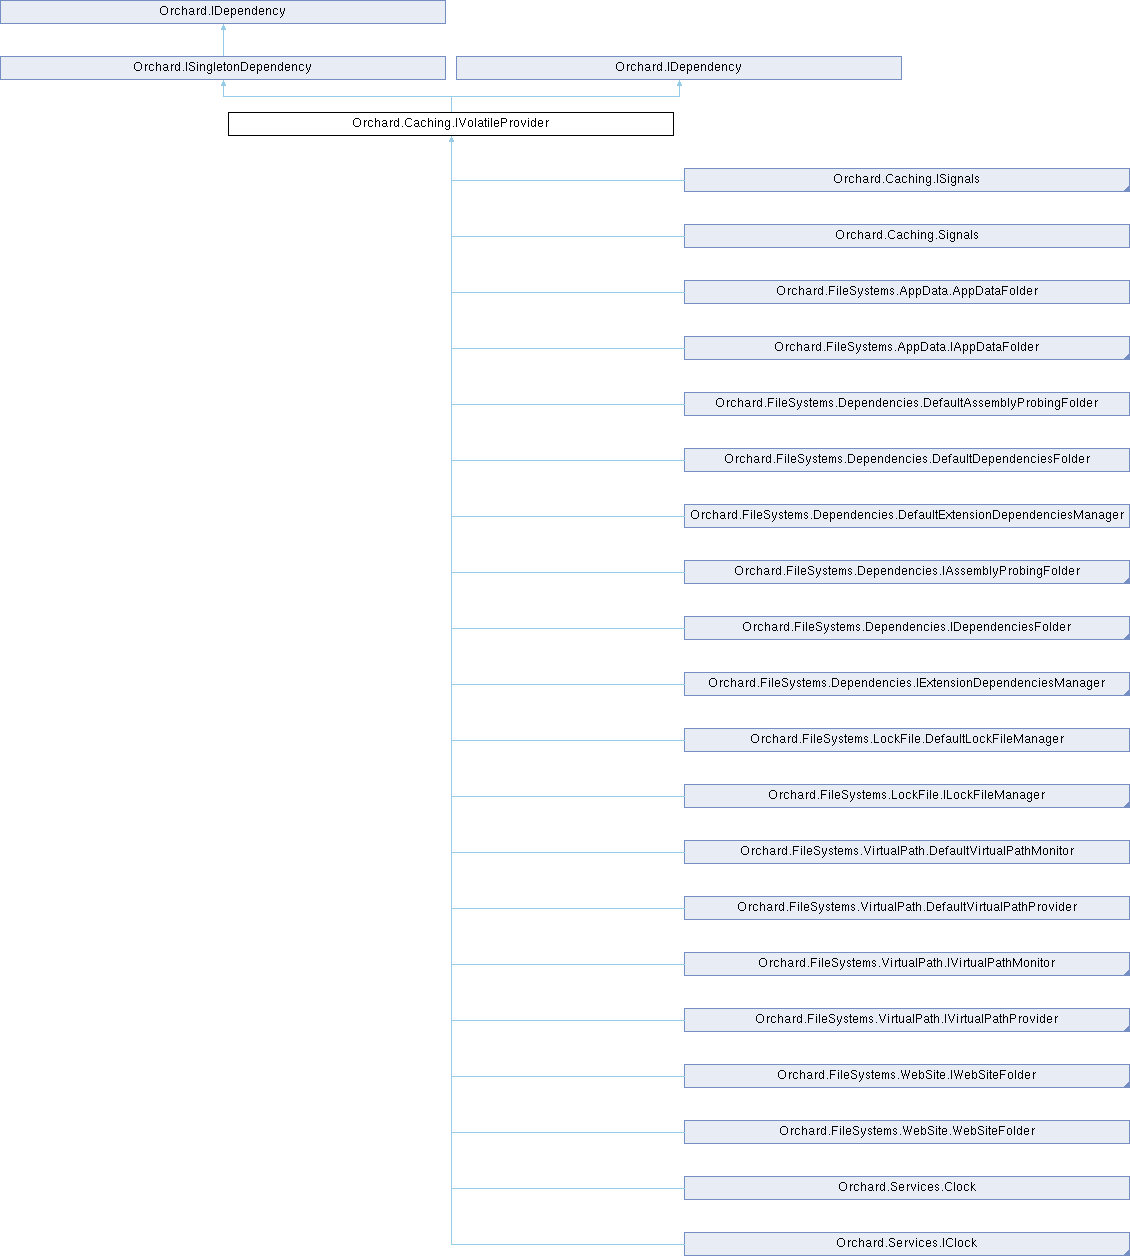 Orchard.IDependency
Orchard.ISingletonDependency
Orchard.IDependency
Orchard.Caching.IVolatileProvider
Orchard.Caching.ISignals
Orchard.Caching.Signals
Orchard.FileSystems.AppData.AppDataFolder
Orchard.FileSystems.AppData.IAppDataFolder
Orchard.FileSystems.Dependencies.DefaultAssemblyProbingFolder
Orchard.FileSystems.Dependencies.DefaultDependenciesFolder
Orchard.FileSystems.Dependencies.DefaultExtensionDependenciesManager
Orchard.FileSystems.Dependencies.IAssemblyProbingFolder
Orchard.FileSystems.Dependencies.IDependenciesFolder
Orchard.FileSystems.Dependencies.IExtensionDependenciesManager
Orchard.FileSystems.LockFile.DefaultLockFileManager
Orchard.FileSystems.LockFile.ILockFileManager
Orchard.FileSystems.VirtualPath.DefaultVirtualPathMonitor
Orchard.FileSystems.VirtualPath.DefaultVirtualPathProvider
Orchard.FileSystems.VirtualPath.IVirtualPathMonitor
Orchard.FileSystems.VirtualPath.IVirtualPathProvider
Orchard.FileSystems.WebSite.IWebSiteFolder
Orchard.FileSystems.WebSite.WebSiteFolder
Orchard.Services.Clock
Orchard.Services.IClock